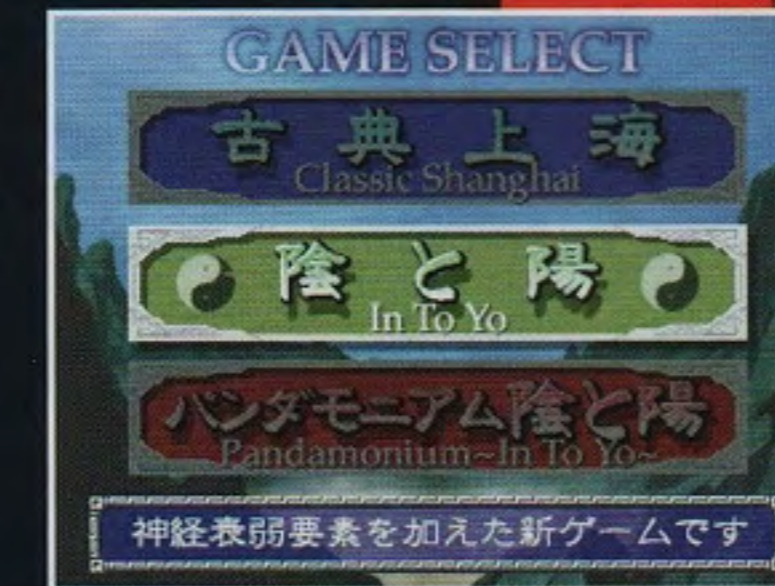 GAME SELECT
古典上海
Classic Shanghai
陰と陽
In To Yo
パンダモニアム陰と陽
Pandamonium~In To Yo~
神経衰弱要素を加えた新ゲームです